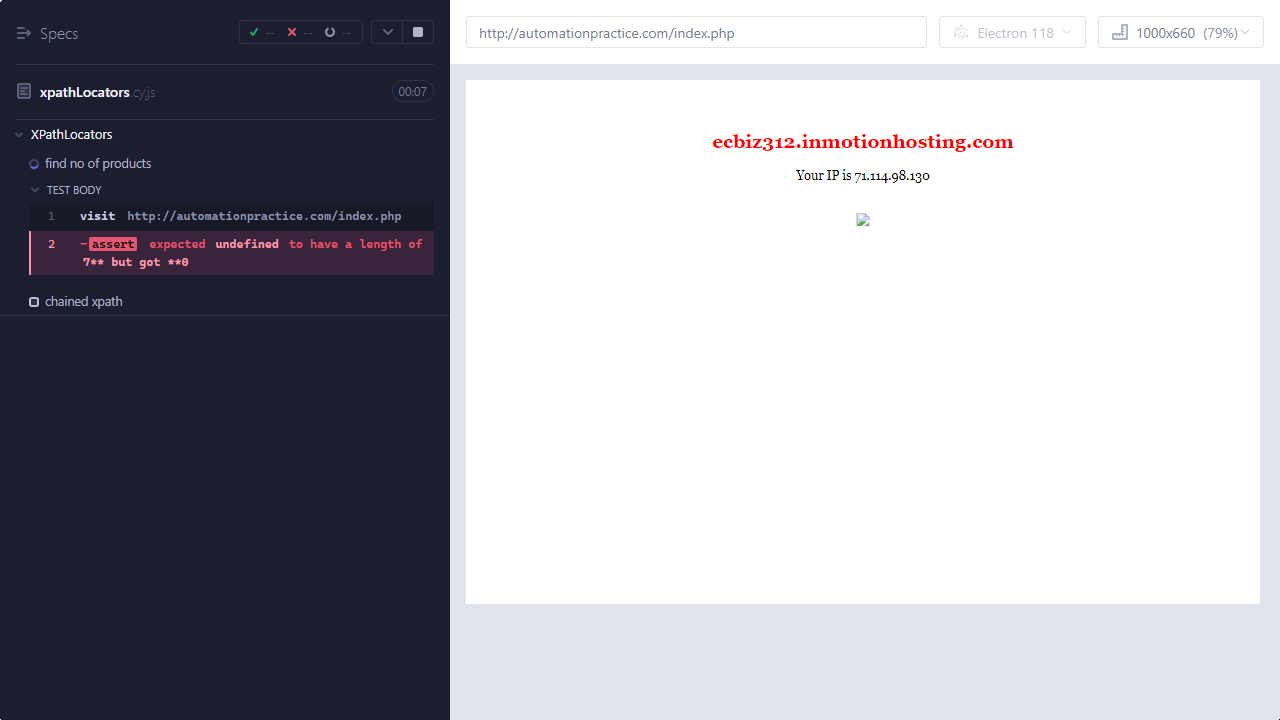 Specs
-- -- --
http://automationpractice.com/index.php
Electron 118
1000x660 (79%)
xpathLocators.cy.js
00:07
XPathLocators
find no of products
TEST BODY
1 visit http://automationpractice.com/index.php
2 -assert expected undefined to have a length of
7** but got **0
chained xpath
ecbiz312.inmotionhosting.com
Your IP is 71.114.98.130